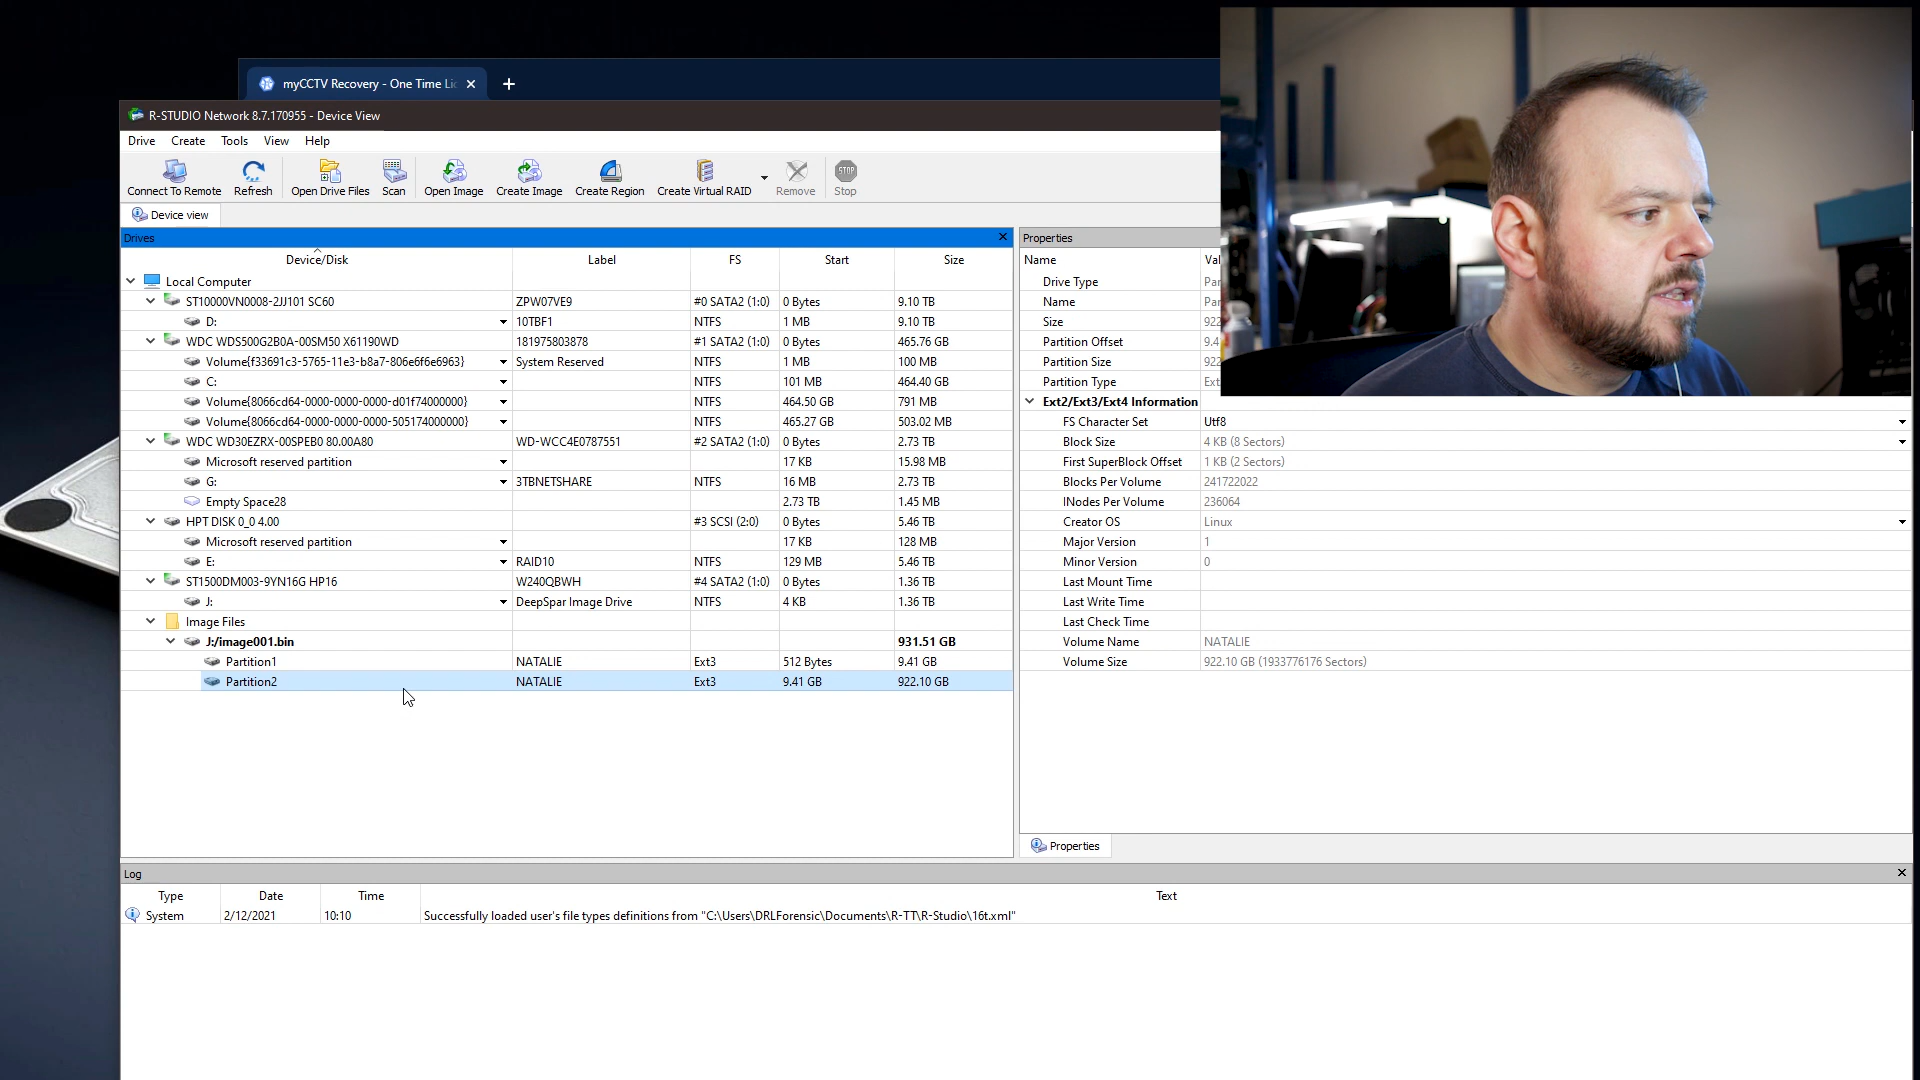 myCCTV Recovery - One Time Lic
R-STUDIO Network 8.7.170955 - Device View
Drive Create Tools View Help
Connect To Remote Refresh Open Drive Files Scan Open Image Create Image Create Region Create Virtual RAID Remove STOP Stop
Device view
Drives
Device/Disk Label FS Start Size
Local Computer
ST10000VN0008-2JJ101 SC60 ZPW07VE9 #0 SATA2 (1:0) 0 Bytes 9.10 TB
D: 10TBF1 NTFS 1 MB 9.10 TB
WDC WDS500G2B0A-00SM50 X61190WD 181975803878 #1 SATA2 (1:0) 0 Bytes 465.76 GB
Volume{f33691c3-5765-11e3-b8a7-806e6f6e6963} System Reserved NTFS 1 MB 100 MB
C: NTFS 101 MB 464.40 GB
Volume{8066cd64-0000-0000-0000-d01f74000000} NTFS 464.50 GB 791 MB
Volume{8066cd64-0000-0000-0000-505174000000} NTFS 465.27 GB 503.02 MB
WDC WD30EZRX-00SPEB0 80.00A80 WD-WCC4E0787551 #2 SATA2 (1:0) 0 Bytes 2.73 TB
Microsoft reserved partition 17 KB 15.98 MB
G: 3TBNETSHARE NTFS 16 MB 2.73 TB
Empty Space28 2.73 TB 1.45 MB
HPT DISK 0_0 4.00 #3 SCSI (2:0) 0 Bytes 5.46 TB
Microsoft reserved partition 17 KB 128 MB
E: RAID10 NTFS 129 MB 5.46 TB
ST1500DM003-9YN16G HP16 W240QBWH #4 SATA2 (1:0) 0 Bytes 1.36 TB
J: DeepSpar Image Drive NTFS 4 KB 1.36 TB
Image Files
J:/image001.bin 931.51 GB
Partition1 NATALIE Ext3 512 Bytes 9.41 GB
Partition2 NATALIE Ext3 9.41 GB 922.10 GB
Properties
Name Val
Drive Type Par
Name Par
Size 922
Partition Offset 9.4
Partition Size 922
Partition Type Ext
Ext2/Ext3/Ext4 Information
FS Character Set Utf8
Block Size 4 KB (8 Sectors)
First SuperBlock Offset 1 KB (2 Sectors)
Blocks Per Volume 241722022
INodes Per Volume 236064
Creator OS Linux
Major Version 1
Minor Version 0
Last Mount Time
Last Write Time
Last Check Time
Volume Name NATALIE
Volume Size 922.10 GB (1933776176 Sectors)
Properties
Log
Type Date Time Text
System 2/12/2021 10:10 Successfully loaded user's file types definitions from "C:\Users\DRLForensic\Documents\R-TT\R-Studio\16t.xml"